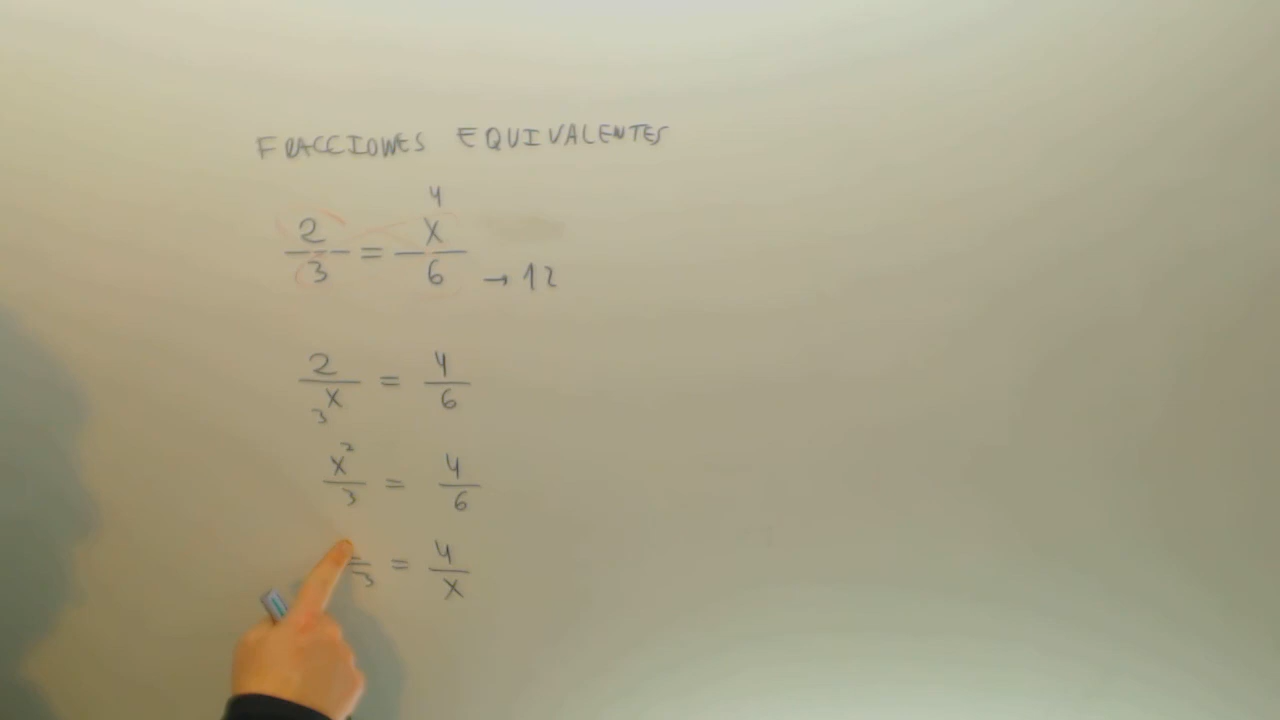 FRACCIONES EQUIVALENTES
4
2/3 = x/6 → 12
2/x = 4/6
3
x/3 = 4/6
2
/3 = 4/x